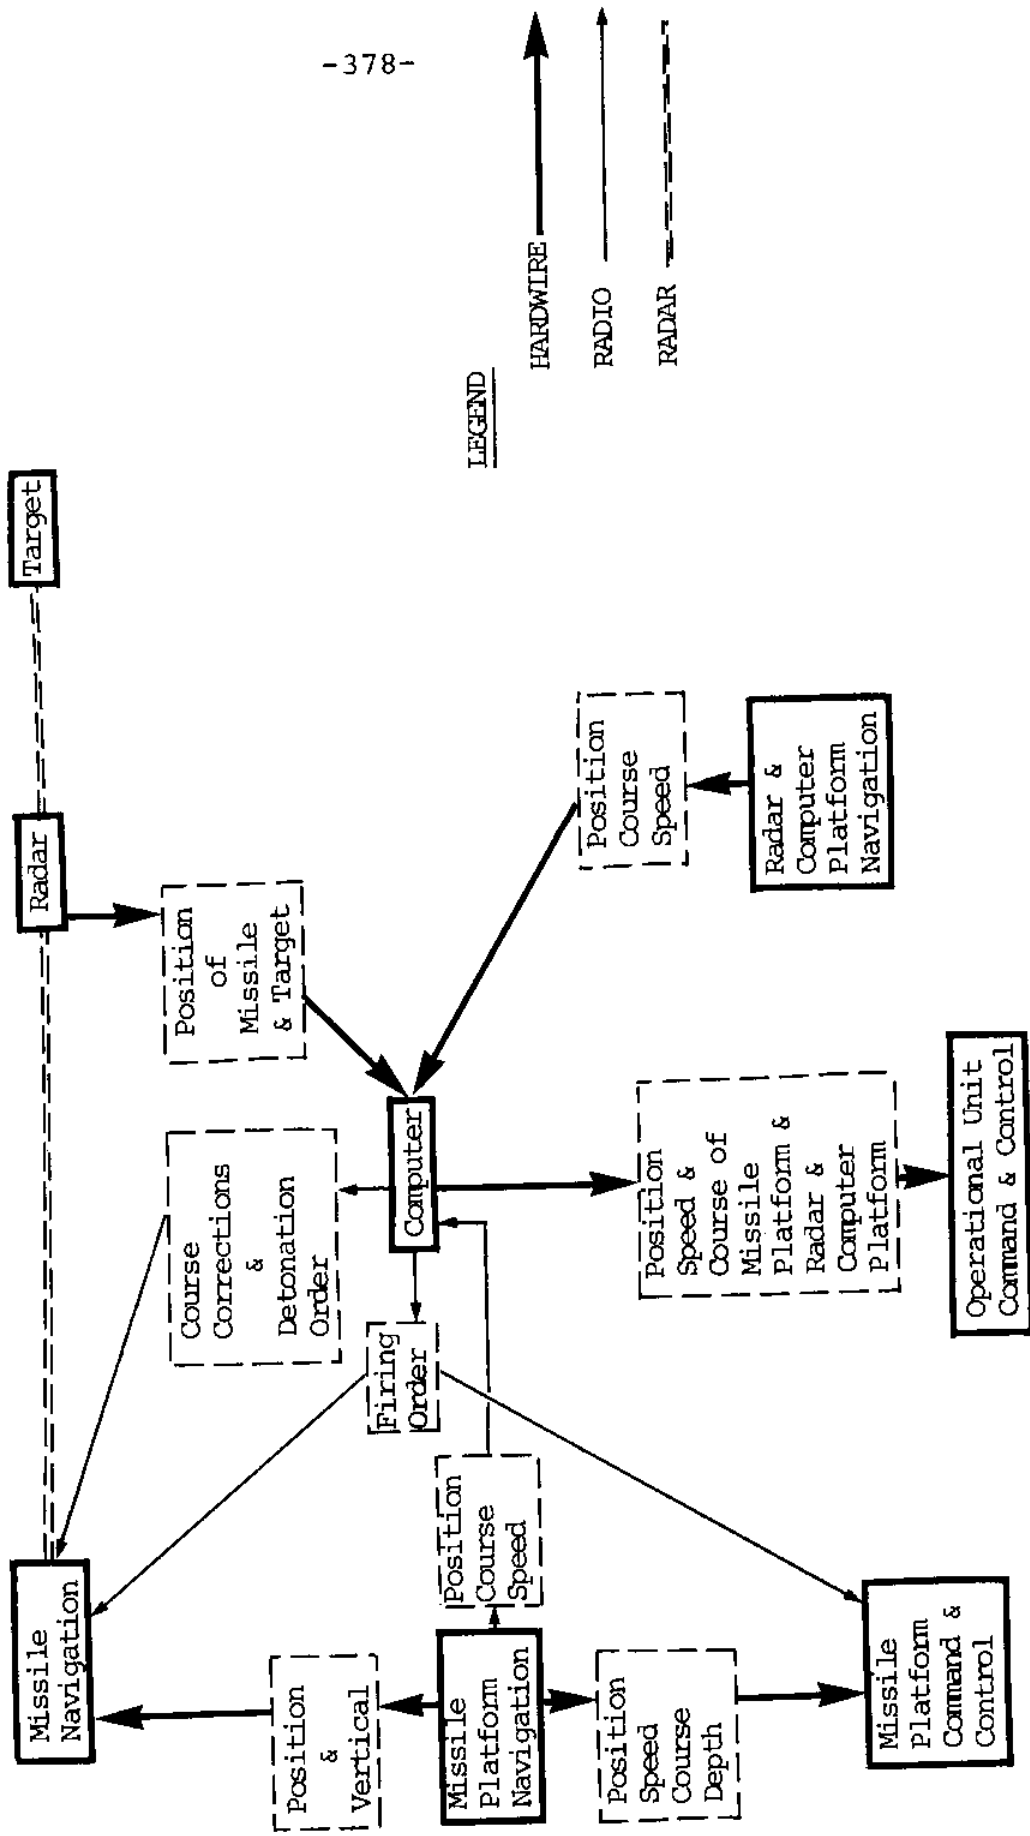 -378-
Missile
Navigation
Radar
Target
Position
&
Vertical
Course
Corrections
&
Detonation
Order
Position
of
Missile
& Target
Firing
Order
Computer
Missile
Platform
Navigation
Position
Course
Speed
Position
Speed
Course
Depth
Position
Speed &
Course of
Missile
Platform &
Radar &
Computer
Platform
Position
Course
Speed
Radar &
Computer
Platform
Navigation
Missile
Platform
Command &
Control
Operational Unit
Command & Control
LEGEND
HARDWIRE
RADIO
RADAR